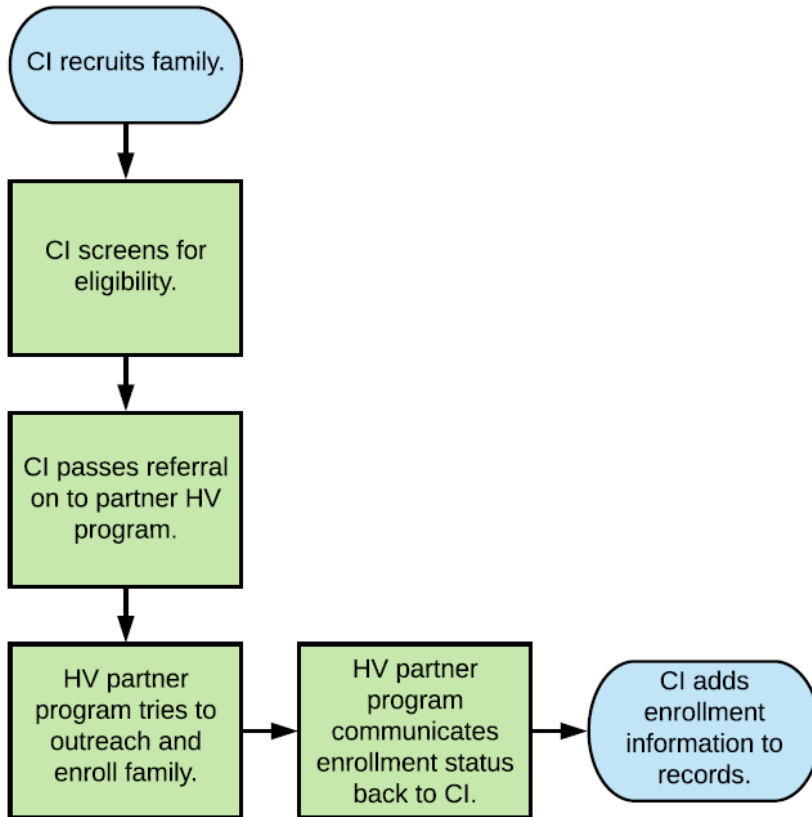 CI recruits family.
CI screens for
eligibility.
CI passes referral
on to partner HV
program.
HV partner
program tries to
outreach and
enroll family.
HV partner
program
communicates
enrollment status
back to CI.
CI adds
enrollment
information to
records.